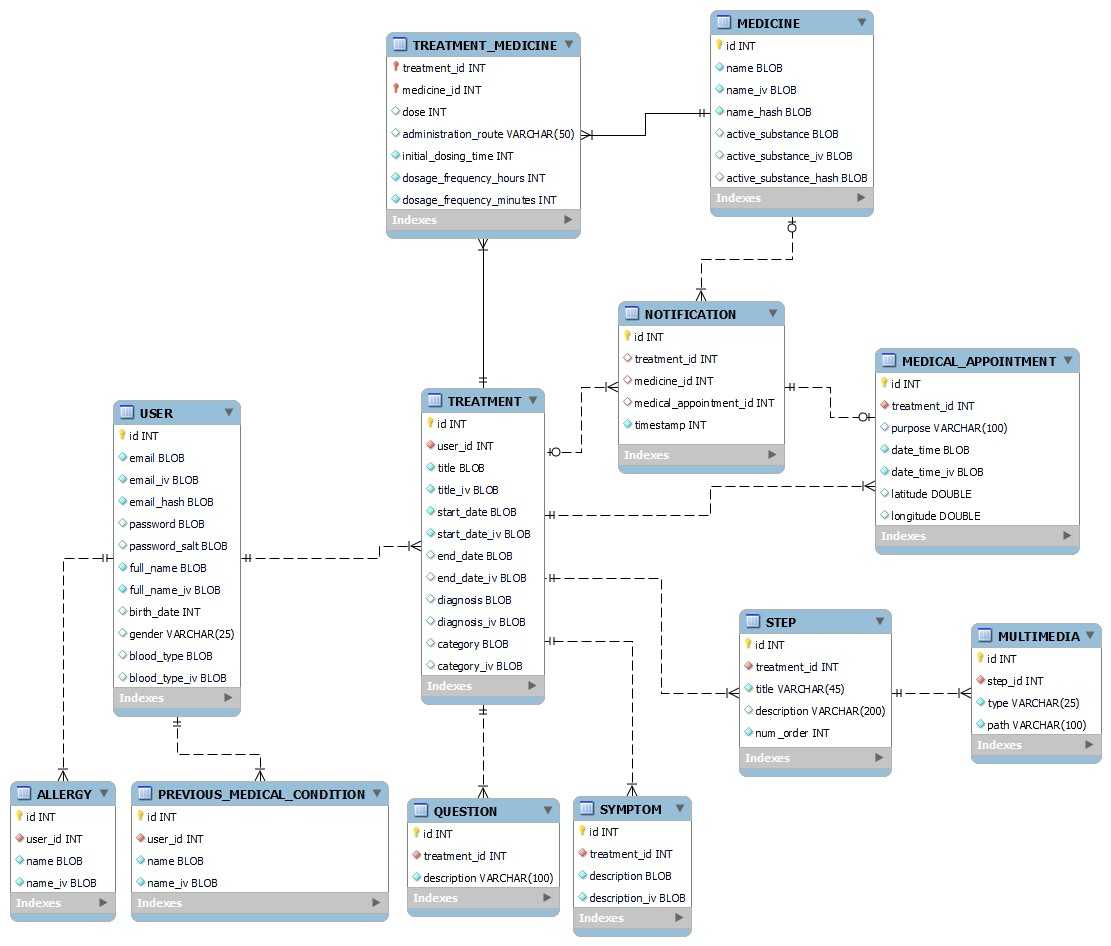 MEDICINE
id INT
name BLOB
name_iv BLOB
name_hash BLOB
active_substance BLOB
active_substance_iv BLOB
active_substance_hash BLOB
Indexes
TREATMENT_MEDICINE
treatment_id INT
medicine_id INT
dose INT
administration_route VARCHAR(50)
initial_dosing_time INT
dosage_frequency_hours INT
dosage_frequency_minutes INT
Indexes
NOTIFICATION
id INT
treatment_id INT
medicine_id INT
medical_appointment_id INT
timestamp INT
Indexes
MEDICAL_APPOINTMENT
id INT
treatment_id INT
purpose VARCHAR(100)
date_time BLOB
date_time_iv BLOB
latitude DOUBLE
longitude DOUBLE
Indexes
TREATMENT
id INT
user_id INT
title BLOB
title_iv BLOB
start_date BLOB
start_date_iv BLOB
end_date BLOB
end_date_iv BLOB
diagnosis BLOB
diagnosis_iv BLOB
category BLOB
category_iv BLOB
Indexes
USER
id INT
email BLOB
email_iv BLOB
email_hash BLOB
password BLOB
password_salt BLOB
full_name BLOB
full_name_iv BLOB
birth_date INT
gender VARCHAR(25)
blood_type BLOB
blood_type_iv BLOB
Indexes
STEP
id INT
treatment_id INT
title VARCHAR(45)
description VARCHAR(200)
num_order INT
Indexes
MULTIMEDIA
id INT
step_id INT
type VARCHAR(25)
path VARCHAR(100)
Indexes
ALLERGY
id INT
user_id INT
name BLOB
name_iv BLOB
Indexes
PREVIOUS_MEDICAL_CONDITION
id INT
user_id INT
name BLOB
name_iv BLOB
Indexes
QUESTION
id INT
treatment_id INT
description VARCHAR(100)
Indexes
SYMPTOM
id INT
treatment_id INT
description BLOB
description_iv BLOB
Indexes